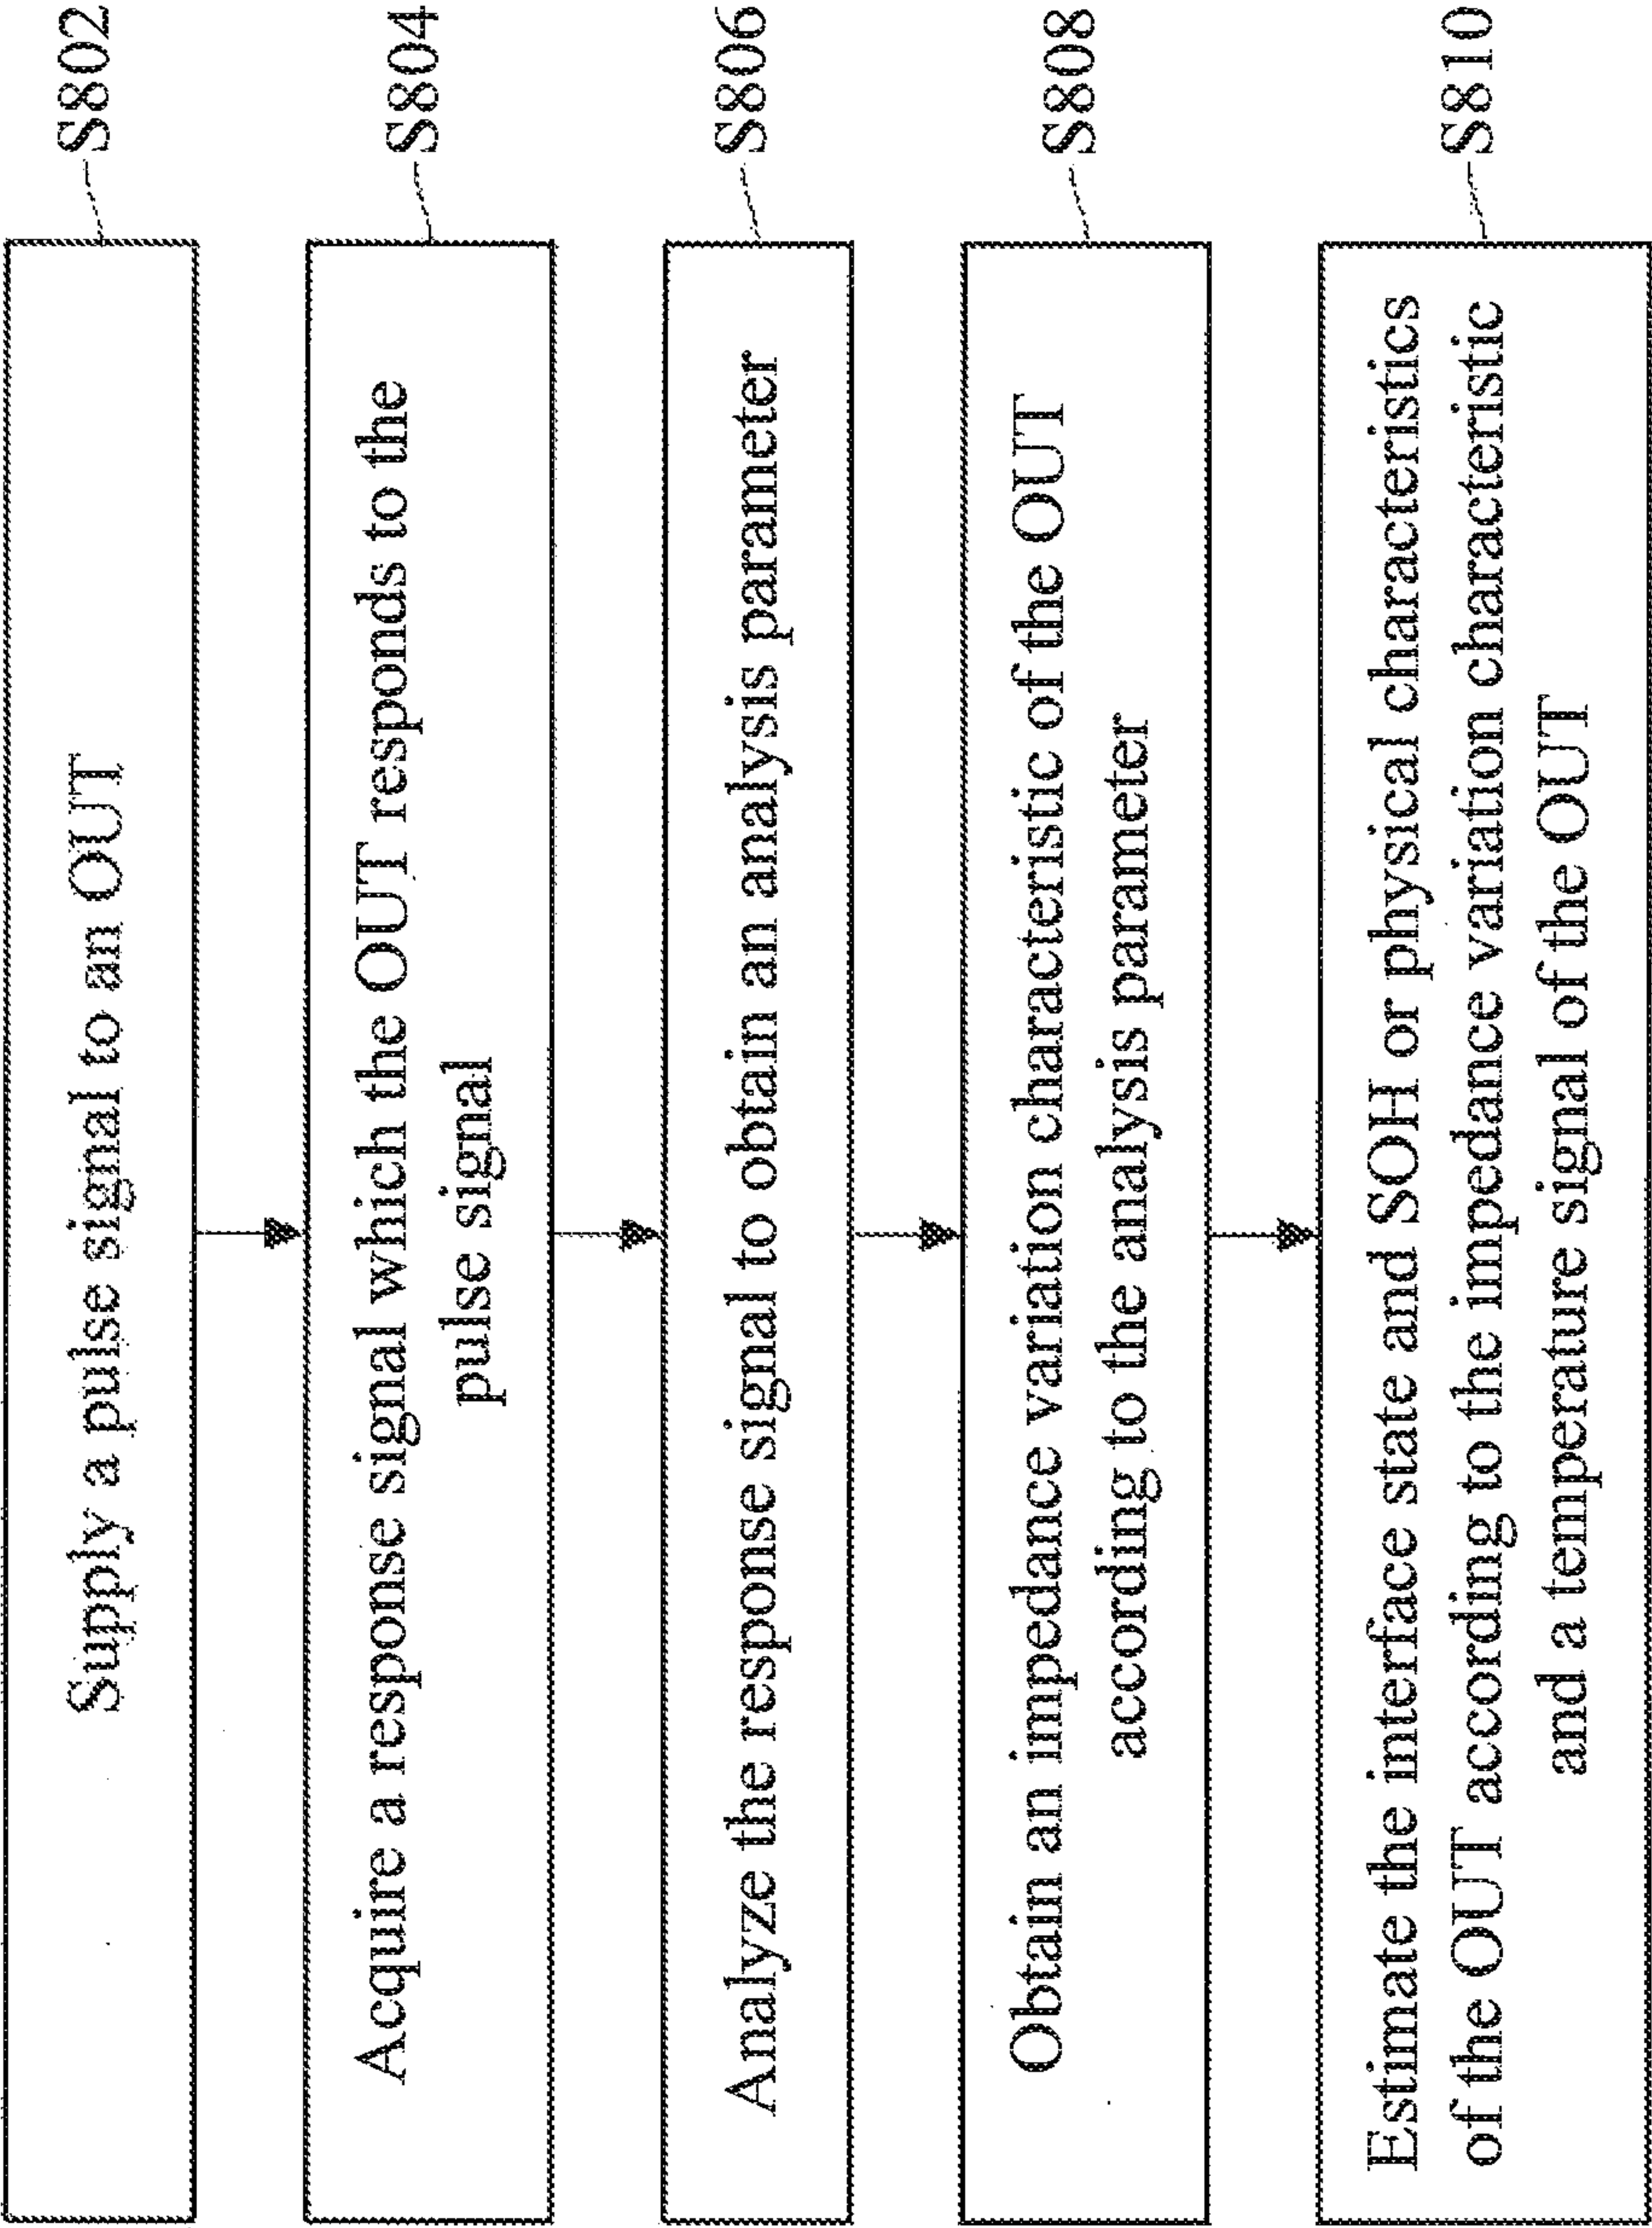 Supply a pulse signal to an OUT
S802
Acquire a response signal which the OUT responds to the
pulse signal
S804
Analyze the response signal to obtain an analysis parameter
S806
Obtain an impedance variation characteristic of the OUT
according to the analysis parameter
S808
Estimate the interface state and SOH or physical characteristics
of the OUT according to the impedance variation characteristic
and a temperature signal of the OUT
S810